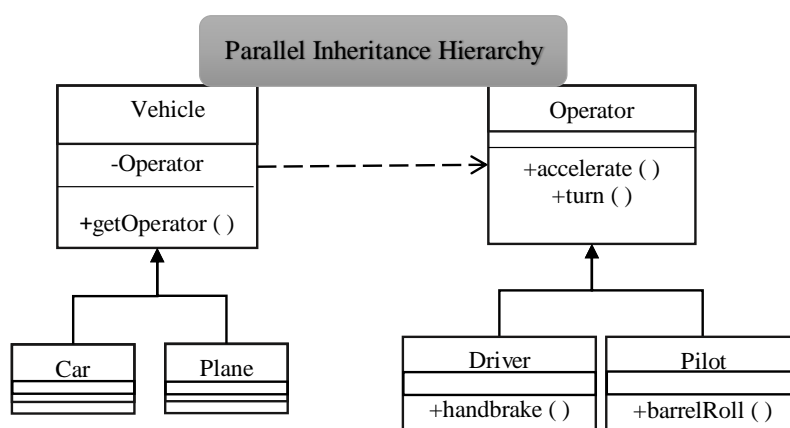 Parallel Inheritance Hierarchy
Vehicle
-Operator
+getOperator ( )
Operator
+accelerate ( )
+turn ( )
Car
Plane
Driver
+handbrake ( )
Pilot
+barrelRoll ( )